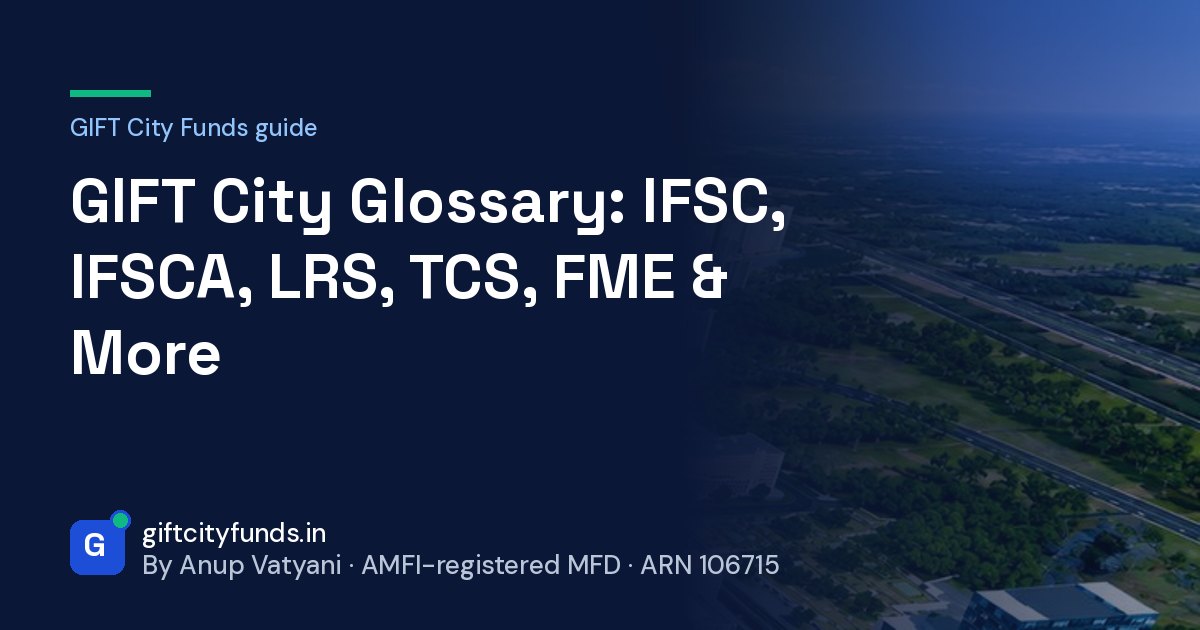 GIFT City Funds guide
GIFT City Glossary: IFSC,
IFSCA, LRS, TCS, FME &
More
G
giftcityfunds.in
By Anup Vatyani · AMFI-registered MFD · ARN 106715